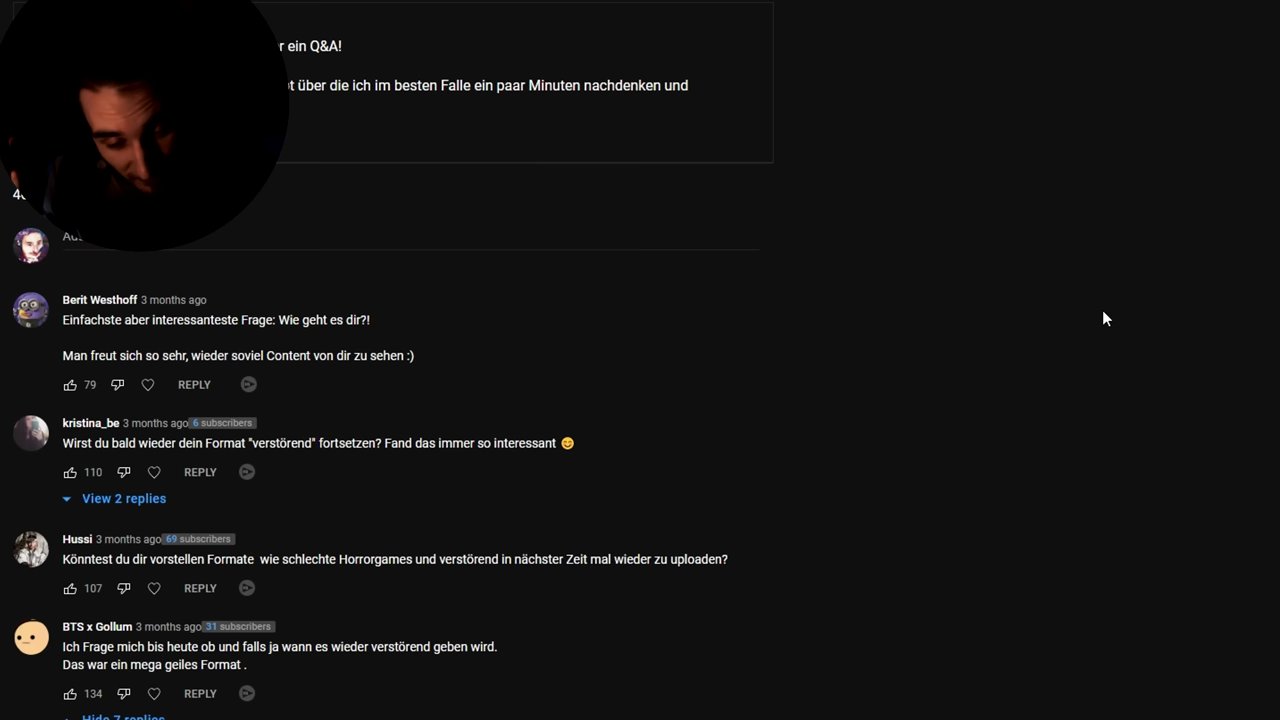 ein Q&A!
über die ich im besten Falle ein paar Minuten nachdenken und
Berit Westhoff 3 months ago
Einfachste aber interessanteste Frage: Wie geht es dir?!
Man freut sich so sehr, wieder soviel Content von dir zu sehen :)
79 REPLY
kristina_be 3 months ago 6 subscribers
Wirst du bald wieder dein Format "verstörend" fortsetzen? Fand das immer so interessant 😊
110 REPLY
View 2 replies
Hussi 3 months ago 69 subscribers
Könntest du dir vorstellen Formate wie schlechte Horrorgames und verstörend in nächster Zeit mal wieder zu uploaden?
107 REPLY
BTS x Gollum 3 months ago 31 subscribers
Ich Frage mich bis heute ob und falls ja wann es wieder verstörend geben wird.
Das war ein mega geiles Format .
134 REPLY
Hide 7 replies